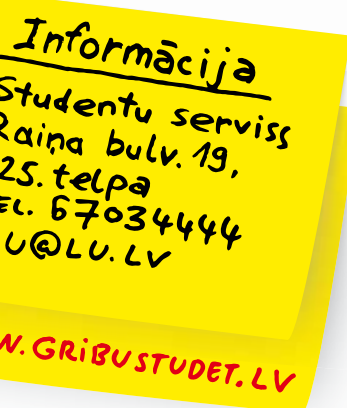 Informācija
Studentu serviss
Raiņa bulv. 19,
25. telpa
EL. 67034444
U@LU.LV
W.GRIBUSTUDET.LV